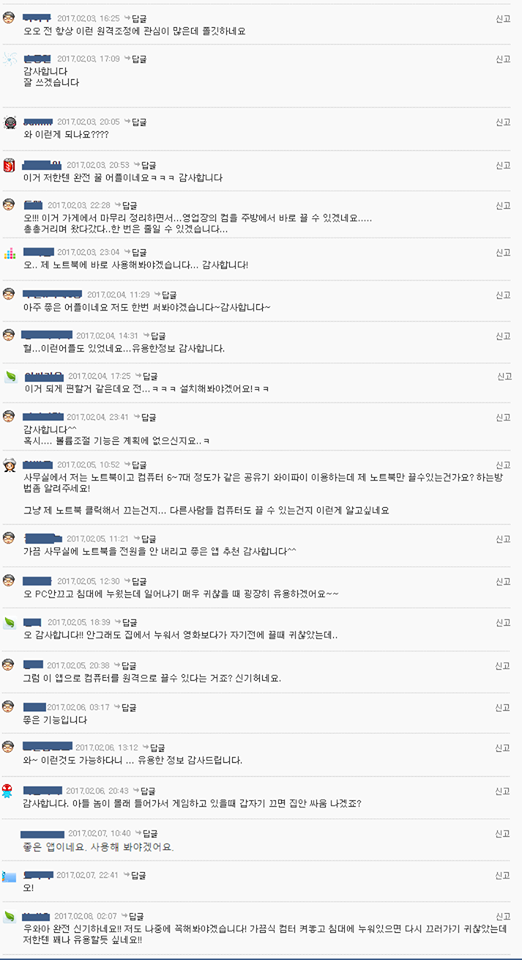 2017.02.03, 16:25 답글 신고
오오 전 항상 이런 원격조정에 관심이 많은데 쫄깃하네요
2017.02.03, 17:09 답글 신고
감사합니다
잘 쓰겠습니다
2017.02.03, 20:05 답글 신고
와 이런게 되나요????
2017.02.03, 20:53 답글 신고
이거 저한텐 완전 꿀 어플이네요ㅋㅋㅋ 감사합니다
2017.02.03, 22:28 답글 신고
오!!! 이거 가게에서 마무리 정리하면서...영업장의 컴을 주방에서 바로 끌 수 있겠네요.....
총총거리며 왔다갔다..한 번은 줄일 수 있겠습니다...
2017.02.03, 23:04 답글 신고
오.. 제 노트북에 바로 사용해봐야겠습니다... 감사합니다!
2017.02.04, 11:29 답글 신고
아주 좋은 어플이네요 저도 한번 써봐야겠습니다~감사합니다~
2017.02.04, 14:31 답글 신고
헐...이런어플도 있었네요...유용한정보 감사합니다.
2017.02.04, 17:25 답글 신고
이거 되게 편할거 같은데요 전...ㅋㅋㅋ 설치해봐야겠어요!ㅋㅋ
2017.02.04, 23:41 답글 신고
감사합니다^^
혹시.... 볼륨조절 기능은 계획에 없으신지요..ㅋ
2017.02.05, 10:52 답글 신고
사무실에서 저는 노트북이고 컴퓨터 6~7대 정도가 같은 공유기 와이파이 이용하는데 제 노트북만 끌수있는건가요? 하는방
법좀 알려주세요!
그냥 제 노트북 클릭해서 끄는건지... 다른사람들 컴퓨터도 끌 수 있는건지 이런게 알고싶네요
2017.02.05, 11:21 답글 신고
가끔 사무실에 노트북을 전원을 안 내리고 좋은 앱 추천 감사합니다^^
2017.02.05, 12:30 답글 신고
오 PC안끄고 침대에 누웠는데 일어나기 매우 귀찮을 때 굉장히 유용하겠어요~~
2017.02.05, 18:39 답글 신고
오 감사합니다!! 안그래도 집에서 누워서 영화보다가 자기전에 끌때 귀찮았는데..
2017.02.05, 20:38 답글 신고
그럼 이 앱으로 컴퓨터를 원격으로 끌수 있다는 거죠? 신기허네요.
2017.02.06, 03:17 답글 신고
좋은 기능입니다
2017.02.06, 13:12 답글 신고
와~ 이런것도 가능하다니 ... 유용한 정보 감사드립니다.
2017.02.06, 20:43 답글 신고
감사합니다. 아들 놈이 몰래 들어가서 게임하고 있을때 갑자기 끄면 집안 싸움 나겠죠?
2017.02.07, 10:40 답글 신고
좋은 앱이네요. 사용해 봐야겠어요.
2017.02.07, 22:41 답글 신고
오!
2017.02.08, 02:07 답글 신고
우와아 완전 신기하네요!! 저도 나중에 꼭해봐야겠습니다! 가끔식 컴터 켜놓고 침대에 누워있으면 다시 끄러가기 귀찮았는데
저한텐 꽤나 유용할듯 싶네요!!